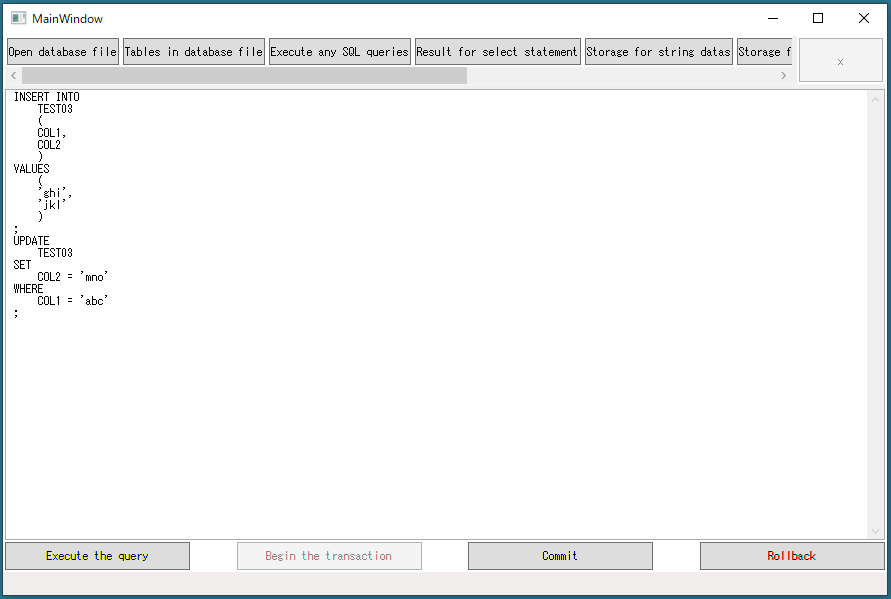 MainWindow
Open database file Tables in database file Execute any SQL queries Result for select statement Storage for string datas Storage f
x
INSERT INTO
    TEST03
    (
    COL1,
    COL2
    )
VALUES
    (
    'ghi',
    'jkl'
    )
;
UPDATE
    TEST03
SET
    COL2 = 'mno'
WHERE
    COL1 = 'abc'
;
Execute the query Begin the transaction Commit Rollback